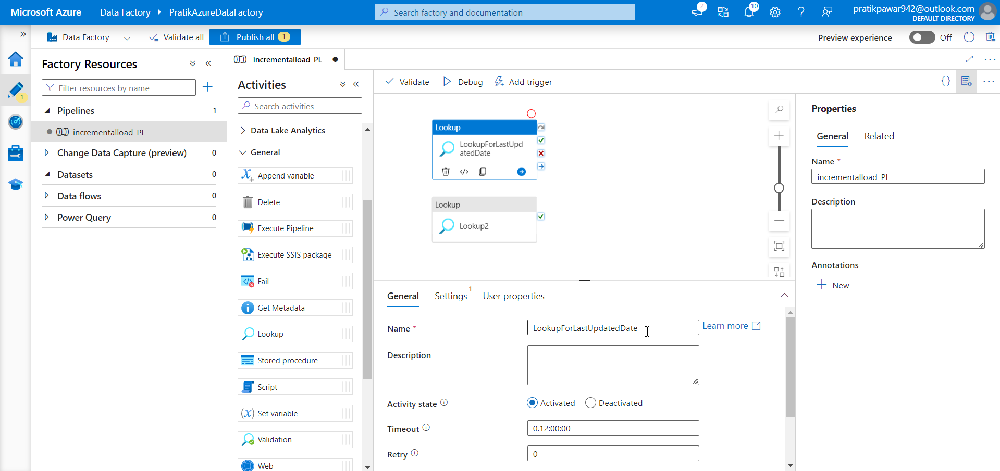 Microsoft Azure
Data Factory
PratikAzureDataFactory
Search factory and documentation
2
10
pratikpawar942@outlook.com
DEFAULT DIRECTORY
Data Factory
Validate all
Publish all 1
Preview experience
Off
1
Factory Resources
Filter resources by name
Pipelines 1
incrementalload_PL
Change Data Capture (preview) 0
Datasets 0
Data flows 0
Power Query 0
incrementalload_PL
Activities
Search activities
Data Lake Analytics
General
Append variable
Delete
Execute Pipeline
Execute SSIS package
Fail
Get Metadata
Lookup
Stored procedure
Script
Set variable
Validation
Web
Validate
Debug
Add trigger
Lookup
LookupForLastUpd
atedDate
Lookup
Lookup2
General
Settings 1
User properties
Name *
LookupForLastUpdatedDate
Learn more
Description
Activity state
Activated
Deactivated
Timeout
0.12:00:00
Retry
0
Properties
General
Related
Name *
incrementalload_PL
Description
Annotations
New